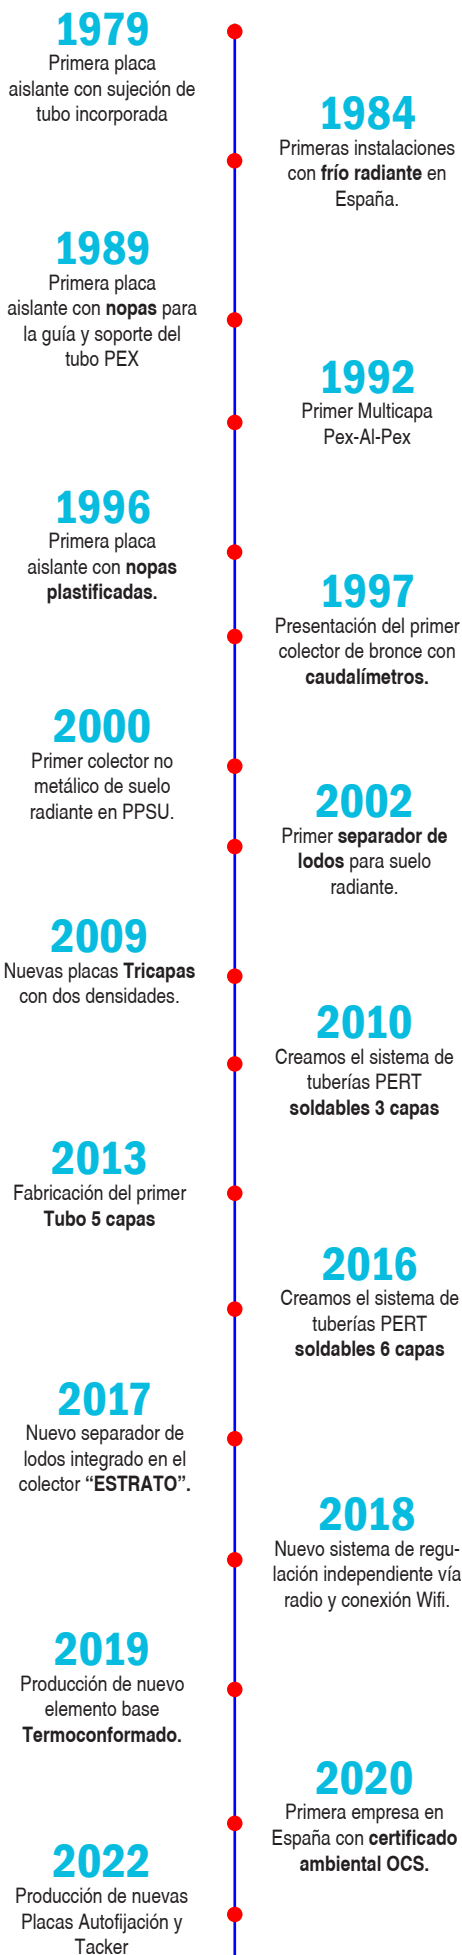 1979
Primera placa
aislante con sujeción de
tubo incorporada
1984
Primeras instalaciones
con frío radiante en
España.
1989
Primera placa
aislante con nopas para
la guía y soporte del
tubo PEX
1992
Primer Multicapa
Pex-Al-Pex
1996
Primera placa
aislante con nopas
plastificadas.
1997
Presentación del primer
colector de bronce con
caudalímetros.
2000
Primer colector no
metálico de suelo
radiante en PPSU.
2002
Primer separador de
lodos para suelo
radiante.
2009
Nuevas placas Tricapas
con dos densidades.
2010
Creamos el sistema de
tuberías PERT
soldables 3 capas
2013
Fabricación del primer
Tubo 5 capas
2016
Creamos el sistema de
tuberías PERT
soldables 6 capas
2017
Nuevo separador de
lodos integrado en el
colector “ESTRATO”.
2018
Nuevo sistema de regu-
lación independiente vía
radio y conexión Wifi.
2019
Producción de nuevo
elemento base
Termoconformado.
2020
Primera empresa en
España con certificado
ambiental OCS.
2022
Producción de nuevas
Placas Autofijación y
Tacker